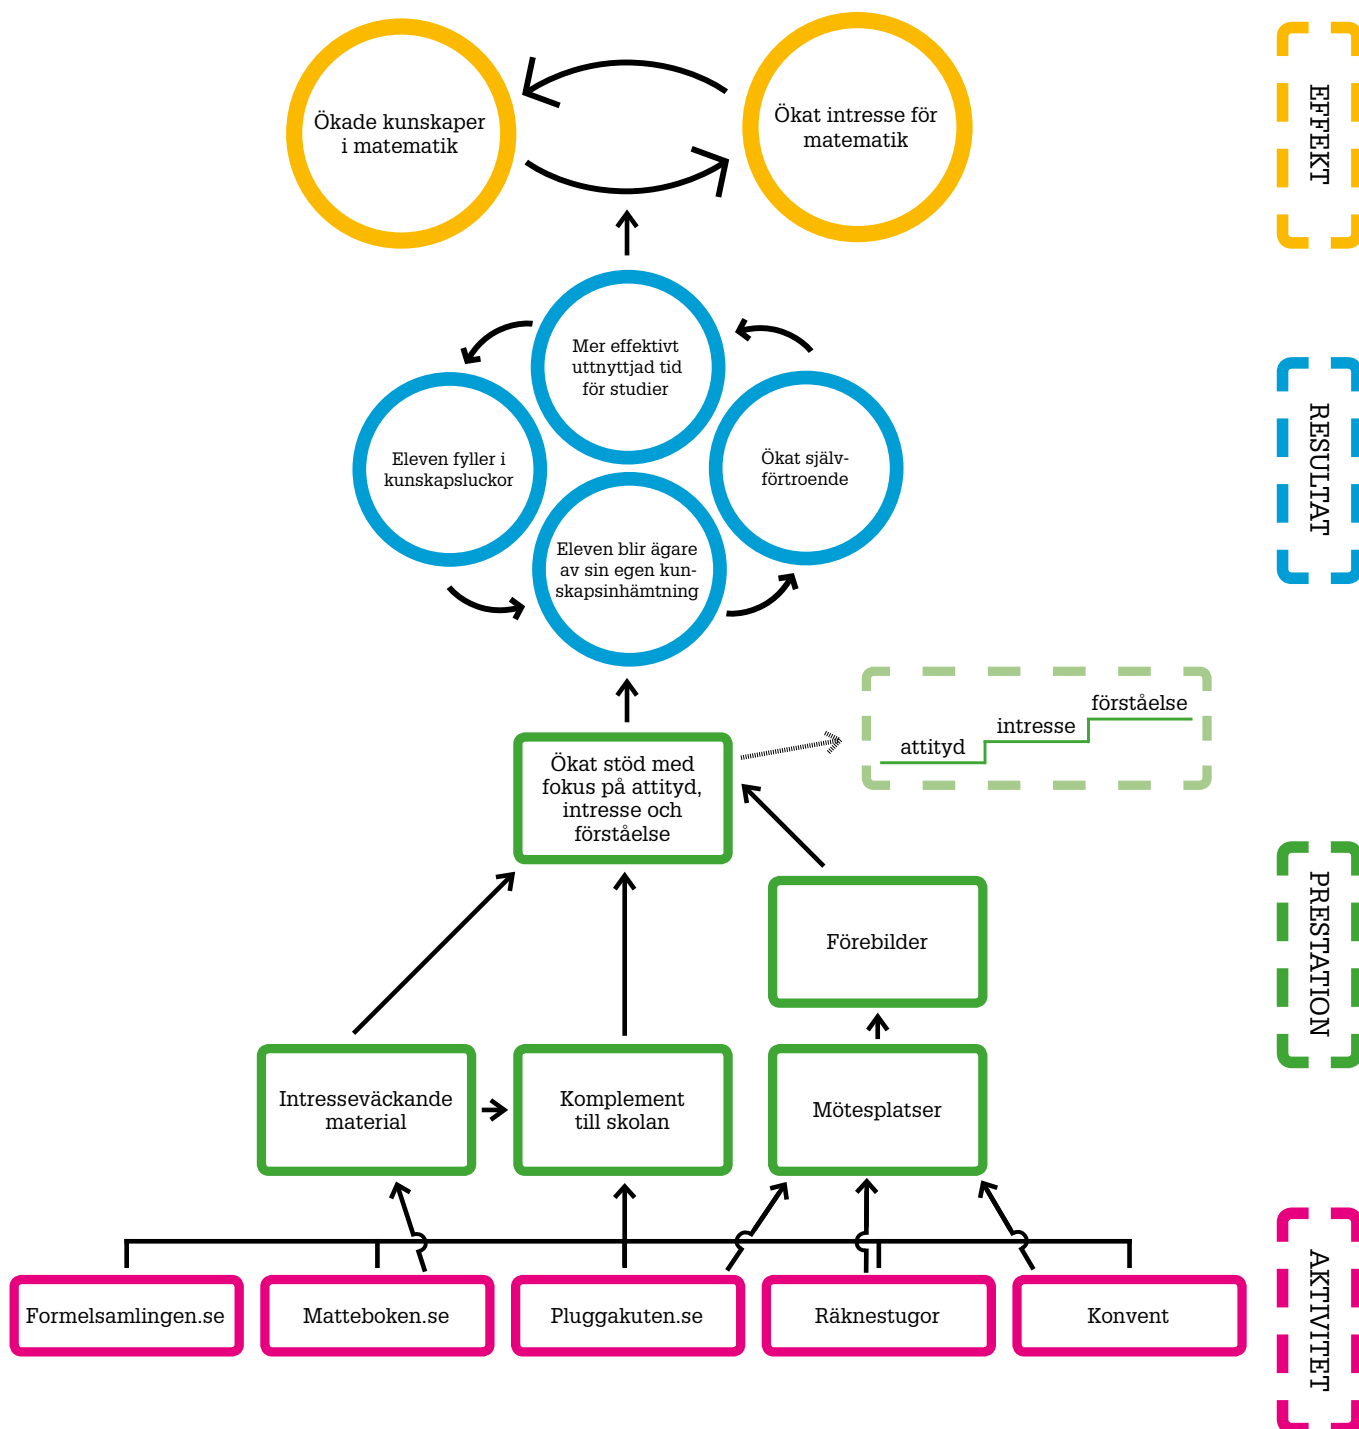 Ökade kunskaper
i matematik
Ökat intresse för
matematik
EFFEKT
Mer effektivt
uttnyttjad tid
för studier
Eleven fyller i
kunskapsluckor
Ökat själv-
förtroende
Eleven blir ägare
av sin egen kun-
skapsinhämtning
RESULTAT
Ökat stöd med
fokus på attityd,
intresse och
förståelse
attityd
intresse
förståelse
Förebilder
Intresseväckande
material
Komplement
till skolan
Mötesplatser
PRESTATION
Formelsamlingen.se
Matteboken.se
Pluggakuten.se
Räknestugor
Konvent
AKTIVITET